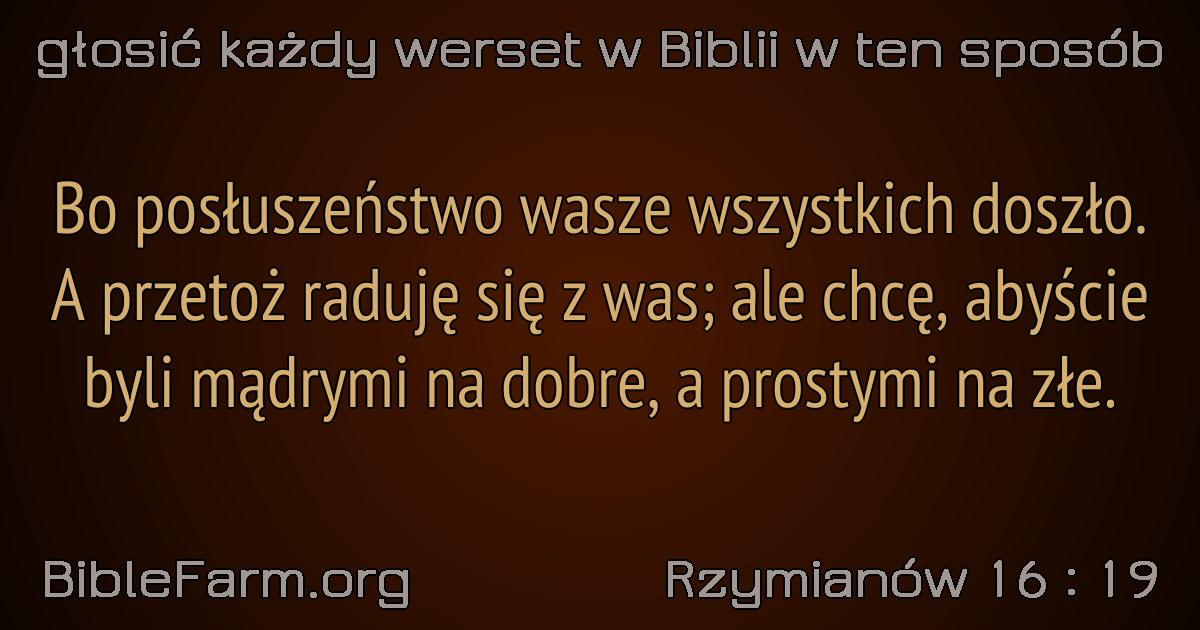 głosić każdy werset w Biblii w ten sposób
Bo posłuszeństwo wasze wszystkich doszło.
A przetoż raduję się z was; ale chcę, abyście
byli mądrymi na dobre, a prostymi na złe.
BibleFarm.org
Rzymianów 16 : 19